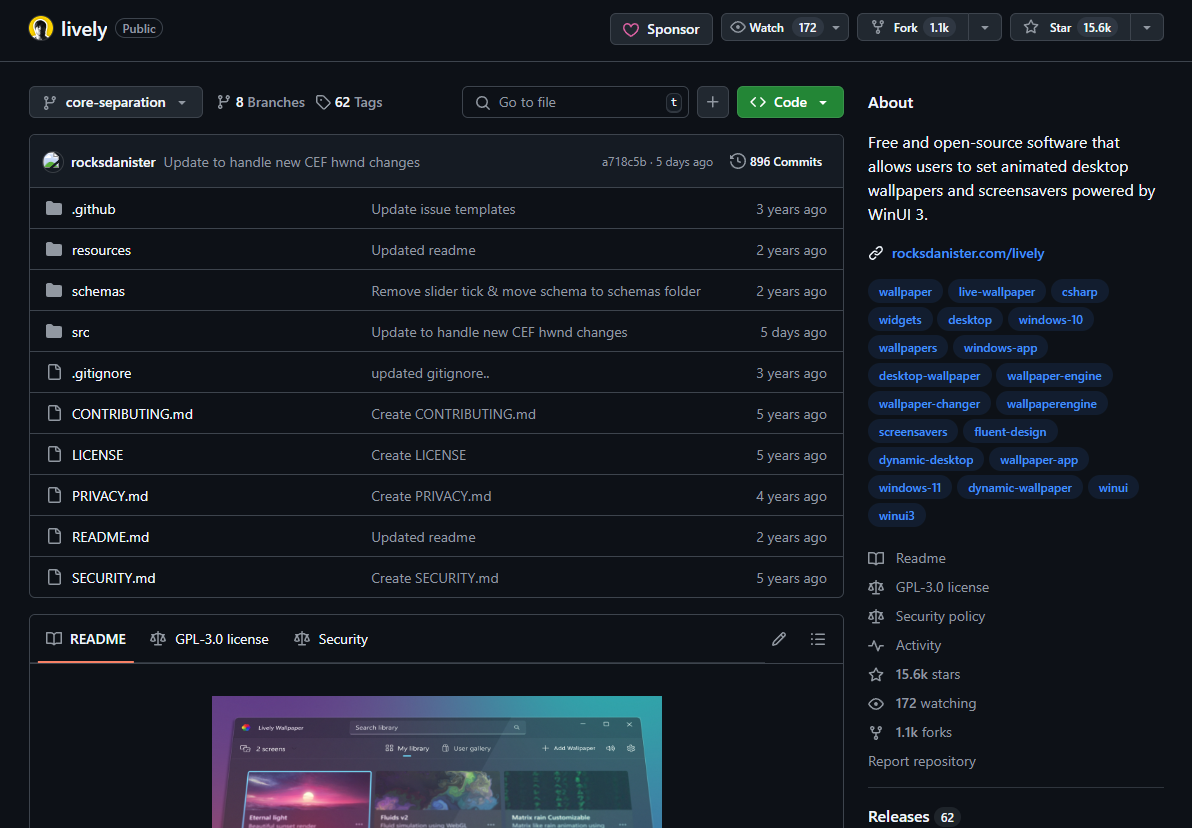 lively Public Sponsor Watch 172 Fork 1.1k Star 15.6k
core-separation 8 Branches 62 Tags Go to file t Code
rocksdanister Update to handle new CEF hwnd changes a718c5b · 5 days ago 896 Commits
.github Update issue templates 3 years ago
resources Updated readme 2 years ago
schemas Remove slider tick & move schema to schemas folder 2 years ago
src Update to handle new CEF hwnd changes 5 days ago
.gitignore updated gitignore.. 3 years ago
CONTRIBUTING.md Create CONTRIBUTING.md 5 years ago
LICENSE Create LICENSE 5 years ago
PRIVACY.md Create PRIVACY.md 4 years ago
README.md Updated readme 2 years ago
SECURITY.md Create SECURITY.md 5 years ago
README GPL-3.0 license Security
Lively Wallpaper Search library
2 screens My library User gallery Add Wallpaper
Eternal light Fluids v2 Matrix rain Customizable
Beautiful sunset render Fluid simulation using WebGL Matrix like rain animation using
About
Free and open-source software that
allows users to set animated desktop
wallpapers and screensavers powered by
WinUI 3.
rocksdanister.com/lively
wallpaper live-wallpaper csharp
widgets desktop windows-10
wallpapers windows-app
desktop-wallpaper wallpaper-engine
wallpaper-changer wallpaperengine
screensavers fluent-design
dynamic-desktop wallpaper-app
windows-11 dynamic-wallpaper winui
winui3
Readme
GPL-3.0 license
Security policy
Activity
15.6k stars
172 watching
1.1k forks
Report repository
Releases 62